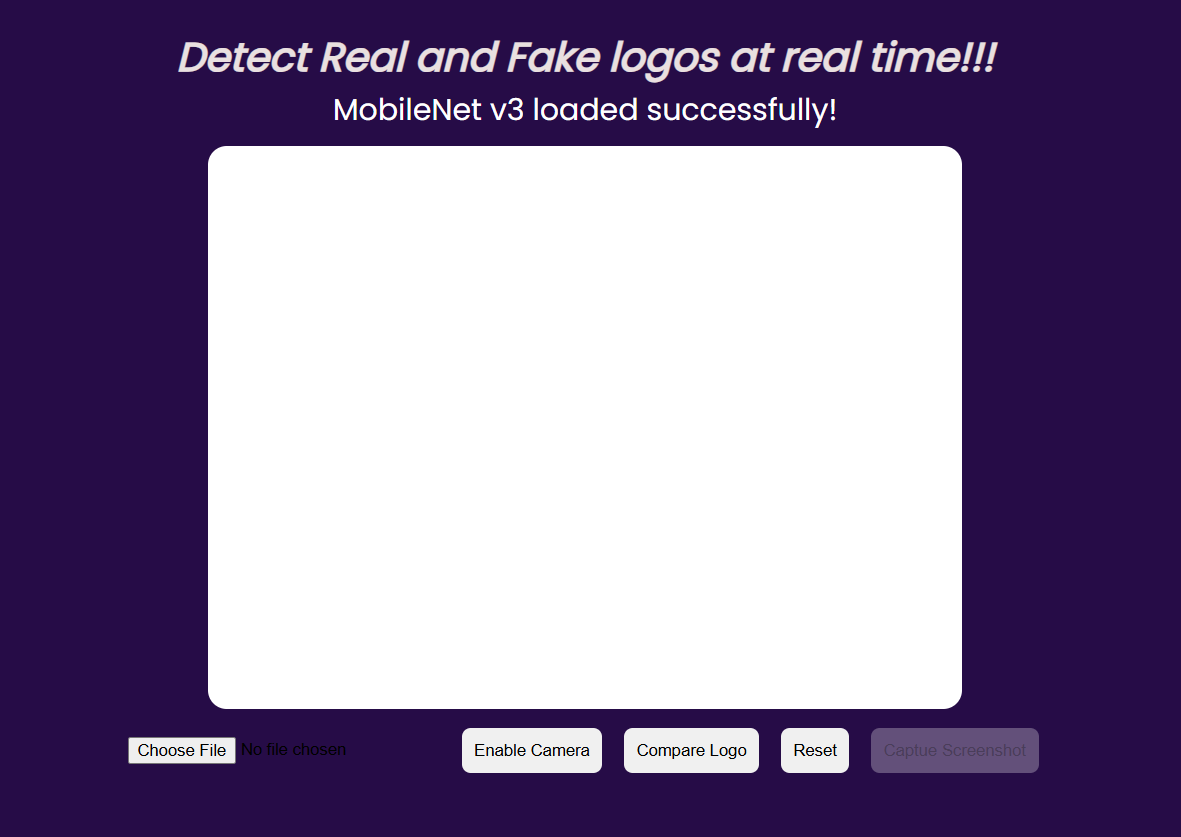 Detect Real and Fake logos at real time!!!
MobileNet v3 loaded successfully!
Choose File No file chosen Enable Camera Compare Logo Reset Captue Screenshot